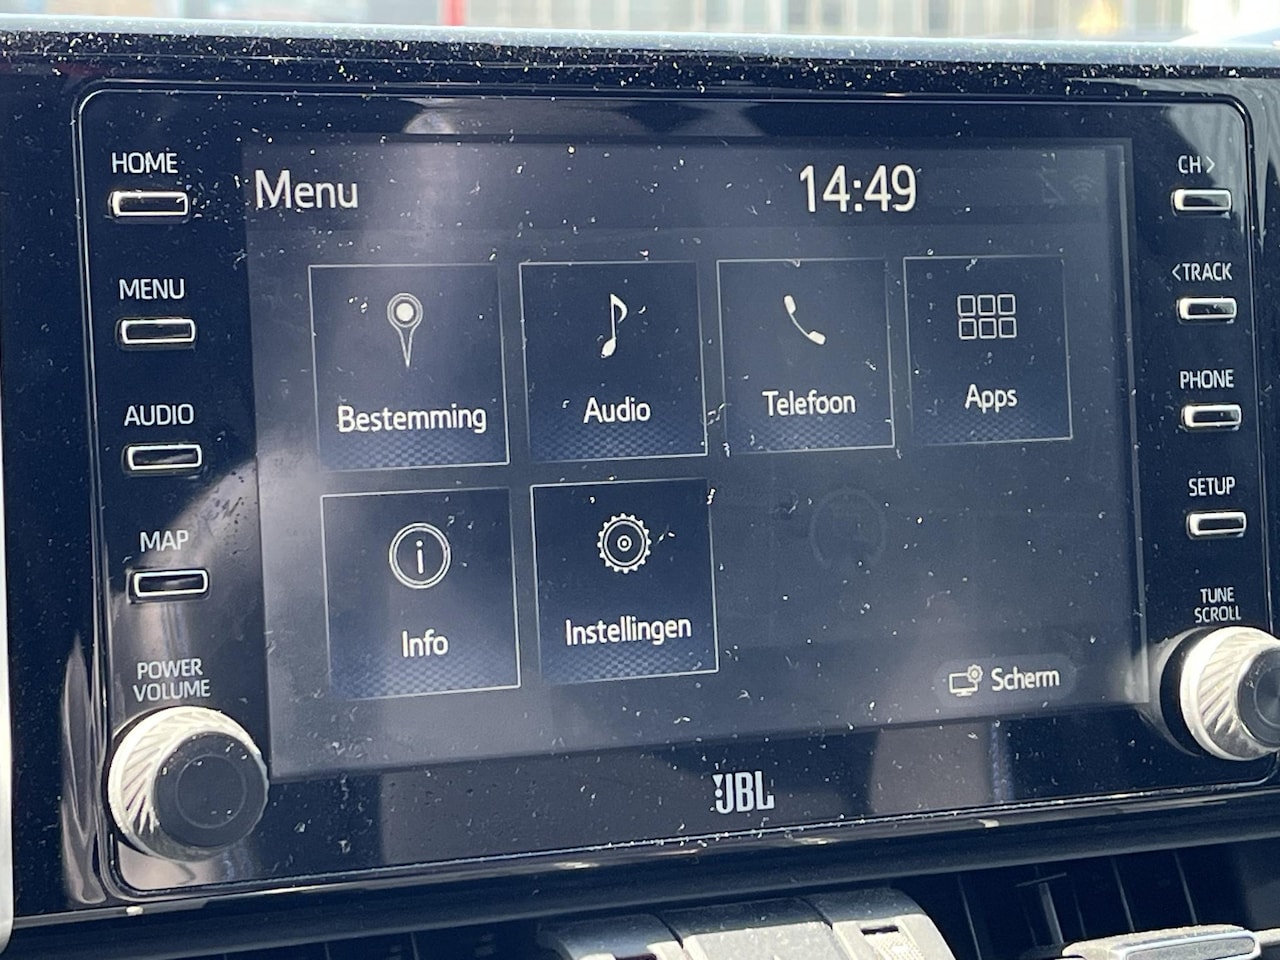 HOME
Menu
14:49
CH>
MENU
<TRACK
AUDIO
PHONE
MAP
SETUP
POWER
VOLUME
TUNE
SCROLL
Bestemming
Audio
Telefoon
Apps
Info
Instellingen
Scherm
JBL